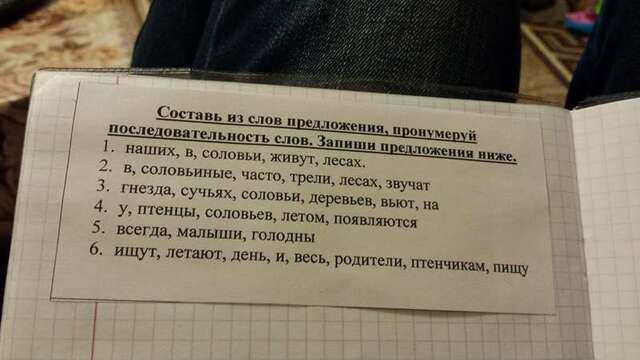 Составь из слов предложения, пронумеруй
последовательность слов. Запиши предложения ниже.
1. наших, в, соловьи, живут, лесах.
2. в, соловьиные, часто, трели, лесах, звучат
3. гнезда, сучьях, соловьи, деревьев, вьют, на
4. у, птенцы, соловьев, летом, появляются
5. всегда, малыши, голодны
6. ищут, летают, день, и, весь, родители, птенчикам, пищу